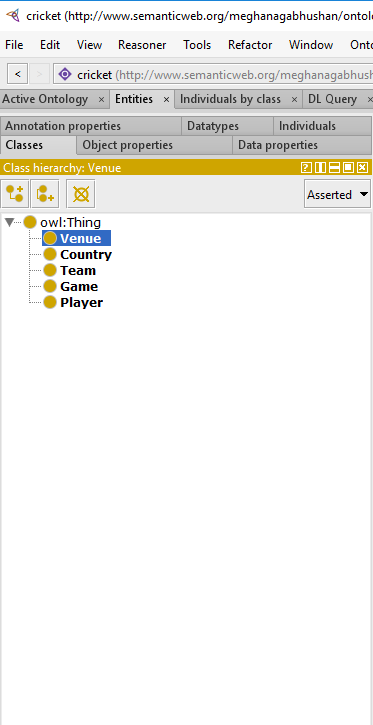 cricket (http://www.semanticweb.org/meghanagabhushan/ontolo
File Edit View Reasoner Tools Refactor Window Onto
< > cricket (http://www.semanticweb.org/meghanagabhush
Active Ontology × Entities × Individuals by class × DL Query ×
Annotation properties Datatypes Individuals
Classes Object properties Data properties
Class hierarchy: Venue
Asserted
owl:Thing
Venue
Country
Team
Game
Player